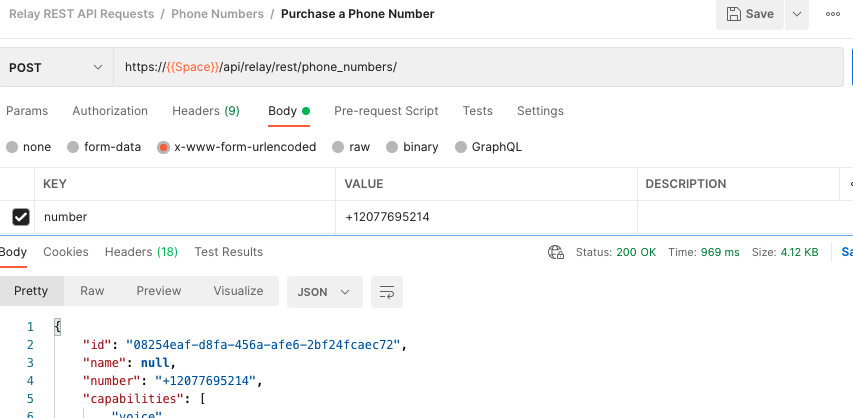 Relay REST API Requests / Phone Numbers / Purchase a Phone Number Save
POST https://{{Space}}/api/relay/rest/phone_numbers/
Params Authorization Headers (9) Body Pre-request Script Tests Settings
none form-data x-www-form-urlencoded raw binary GraphQL
KEY VALUE DESCRIPTION
number +12077695214
Body Cookies Headers (18) Test Results Status: 200 OK Time: 969 ms Size: 4.12 KB Sa
Pretty Raw Preview Visualize JSON
1 {
2 "id": "08254eaf-d8fa-456a-afe6-2bf24fcaec72",
3 "name": null,
4 "number": "+12077695214",
5 "capabilities": [
6 "voice"